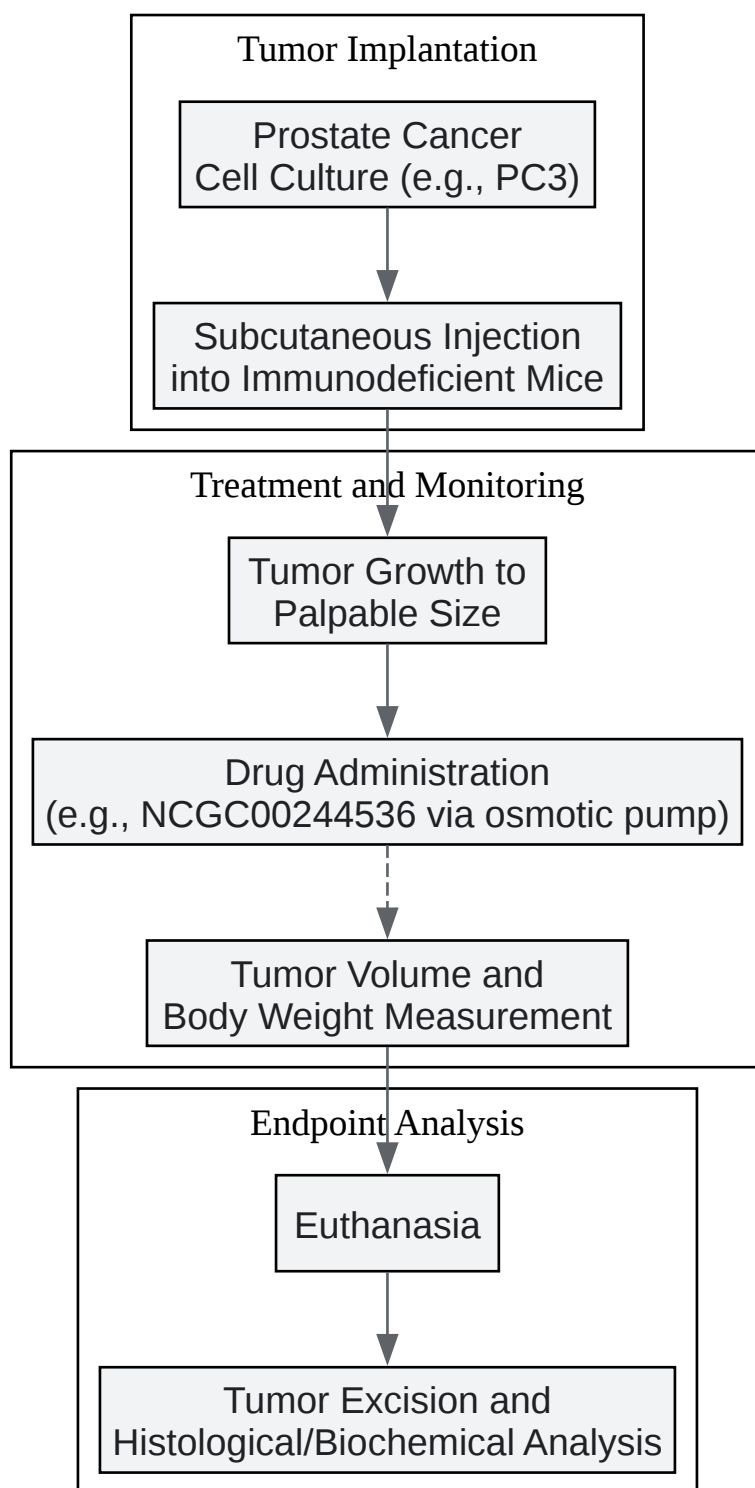 Tumor Implantation
Prostate Cancer
Cell Culture (e.g., PC3)
Subcutaneous Injection
into Immunodeficient Mice
Treatment and Monitoring
Tumor Growth to
Palpable Size
Drug Administration
(e.g., NCGC00244536 via osmotic pump)
Tumor Volume and
Body Weight Measurement
Endpoint Analysis
Euthanasia
Tumor Excision and
Histological/Biochemical Analysis